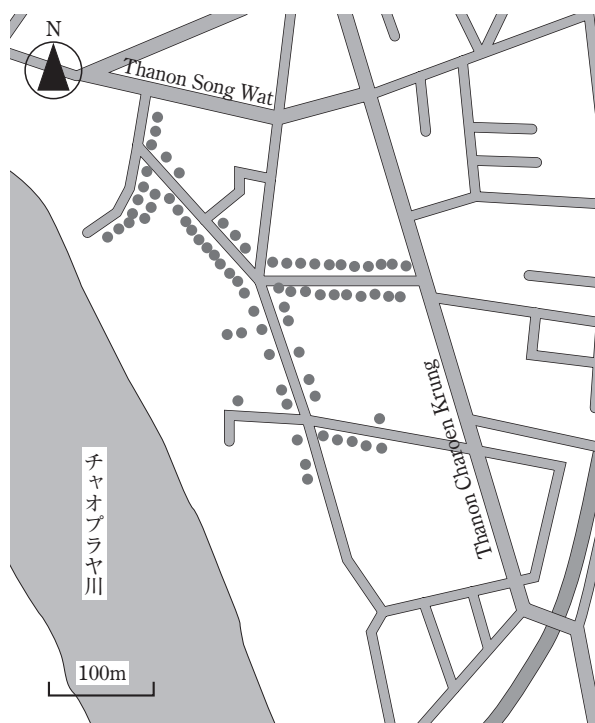 N
Thanon Song Wat
Thanon Charoen Krung
チャオプラヤ川
100m